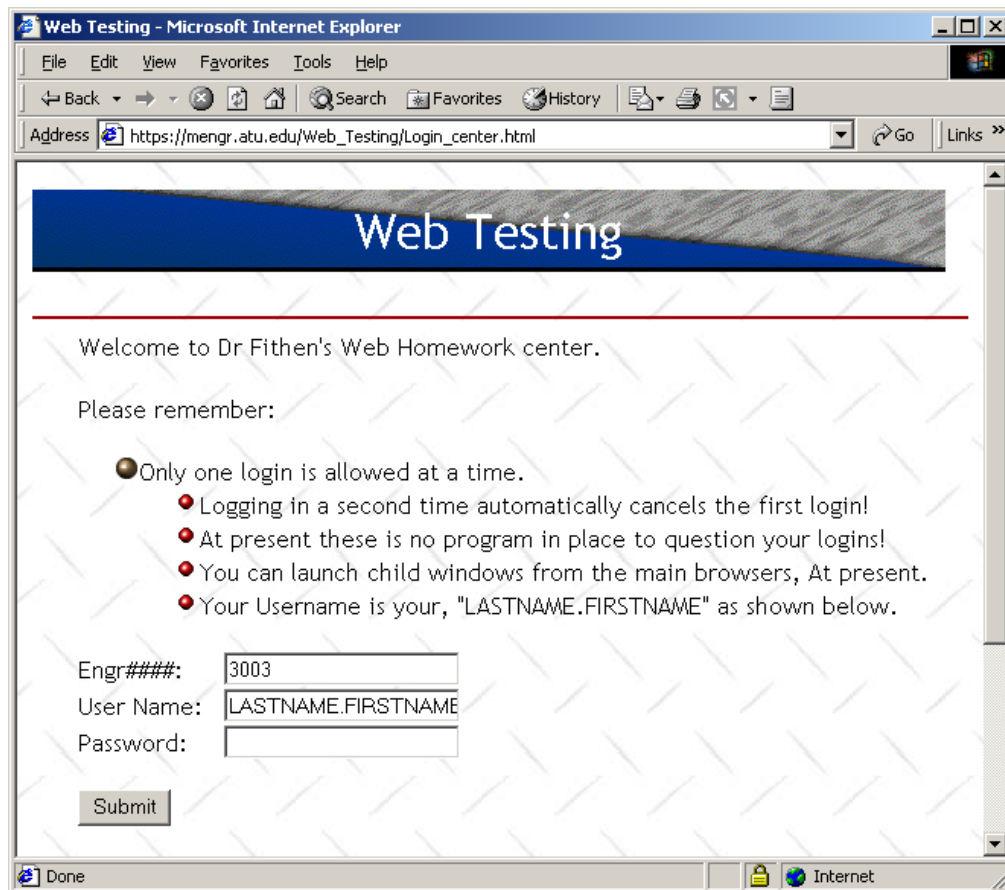 Web Testing - Microsoft Internet Explorer
File Edit View Favorites Tools Help
Back Search Favorites History
Address https://mengr.atu.edu/Web_Testing/Login_center.html Go Links »
Web Testing
Welcome to Dr Fithen's Web Homework center.
Please remember:
Only one login is allowed at a time.
Logging in a second time automatically cancels the first login!
At present these is no program in place to question your logins!
You can launch child windows from the main browsers, At present.
Your Username is your, "LASTNAME.FIRSTNAME" as shown below.
Engr####: 3003
User Name: LASTNAME.FIRSTNAME
Password:
Submit
Done Internet